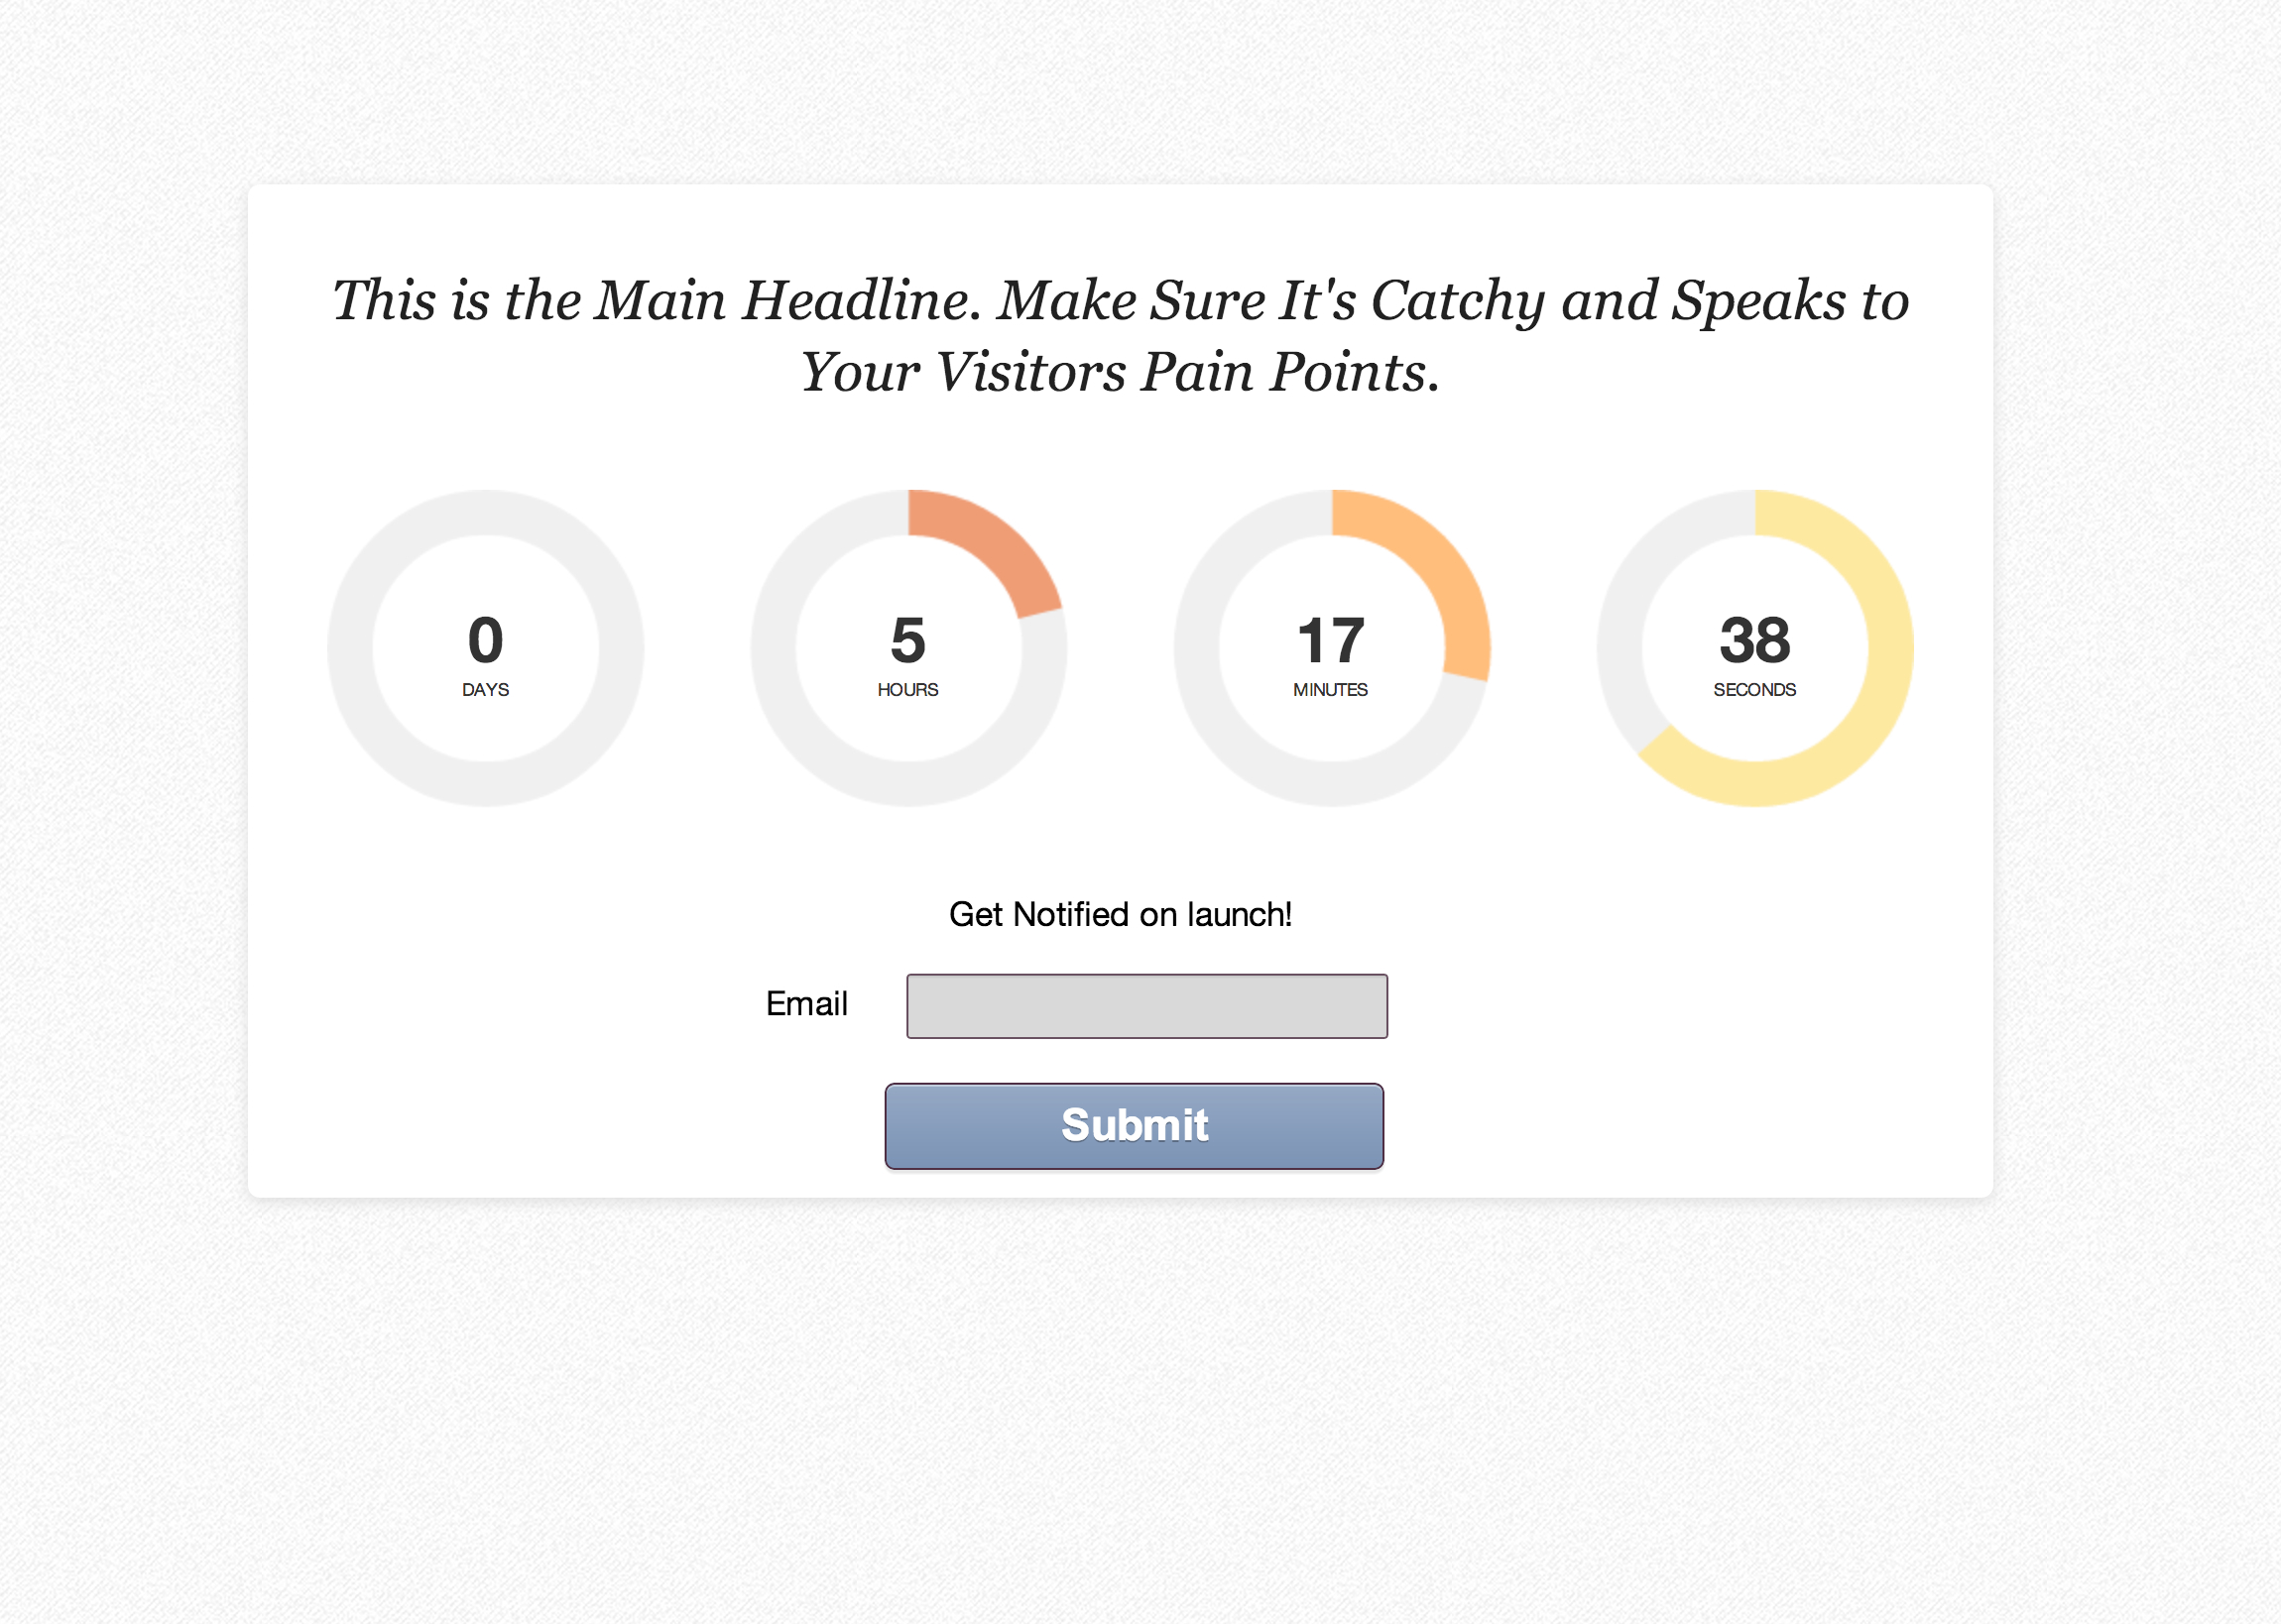 This is the Main Headline. Make Sure It's Catchy and Speaks to
Your Visitors Pain Points.
0
DAYS
5
HOURS
17
MINUTES
38
SECONDS
Get Notified on launch!
Email
Submit